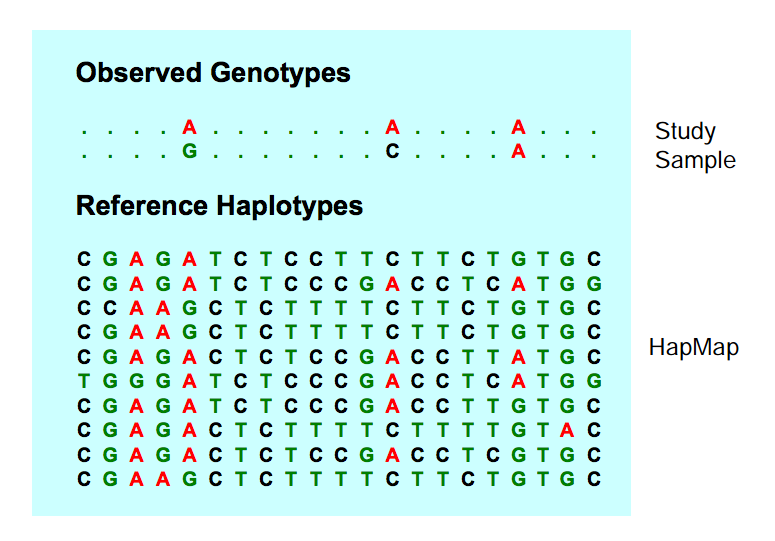 Observed Genotypes
. . . . A . . . . . . . A . . . . A . . .
. . . . G . . . . . . . C . . . . A . . .
Study
Sample
Reference Haplotypes
C G A G A T C T C C T T C T T C T G T G C
C G A G A T C T C C C G A C C T C A T G G
C C A A G C T C T T T T C T T C T G T G C
C G A A G C T C T T T T C T T C T G T G C
C G A G A C T C T C C G A C C T T A T G C
T G G G A T C T C C C G A C C T C A T G G
C G A G A T C T C C C G A C C T T G T G C
C G A G A C T C T T T T C T T T T G T A C
C G A G A C T C T C C G A C C T C G T G C
C G A A G C T C T T T T C T T C T G T G C
HapMap